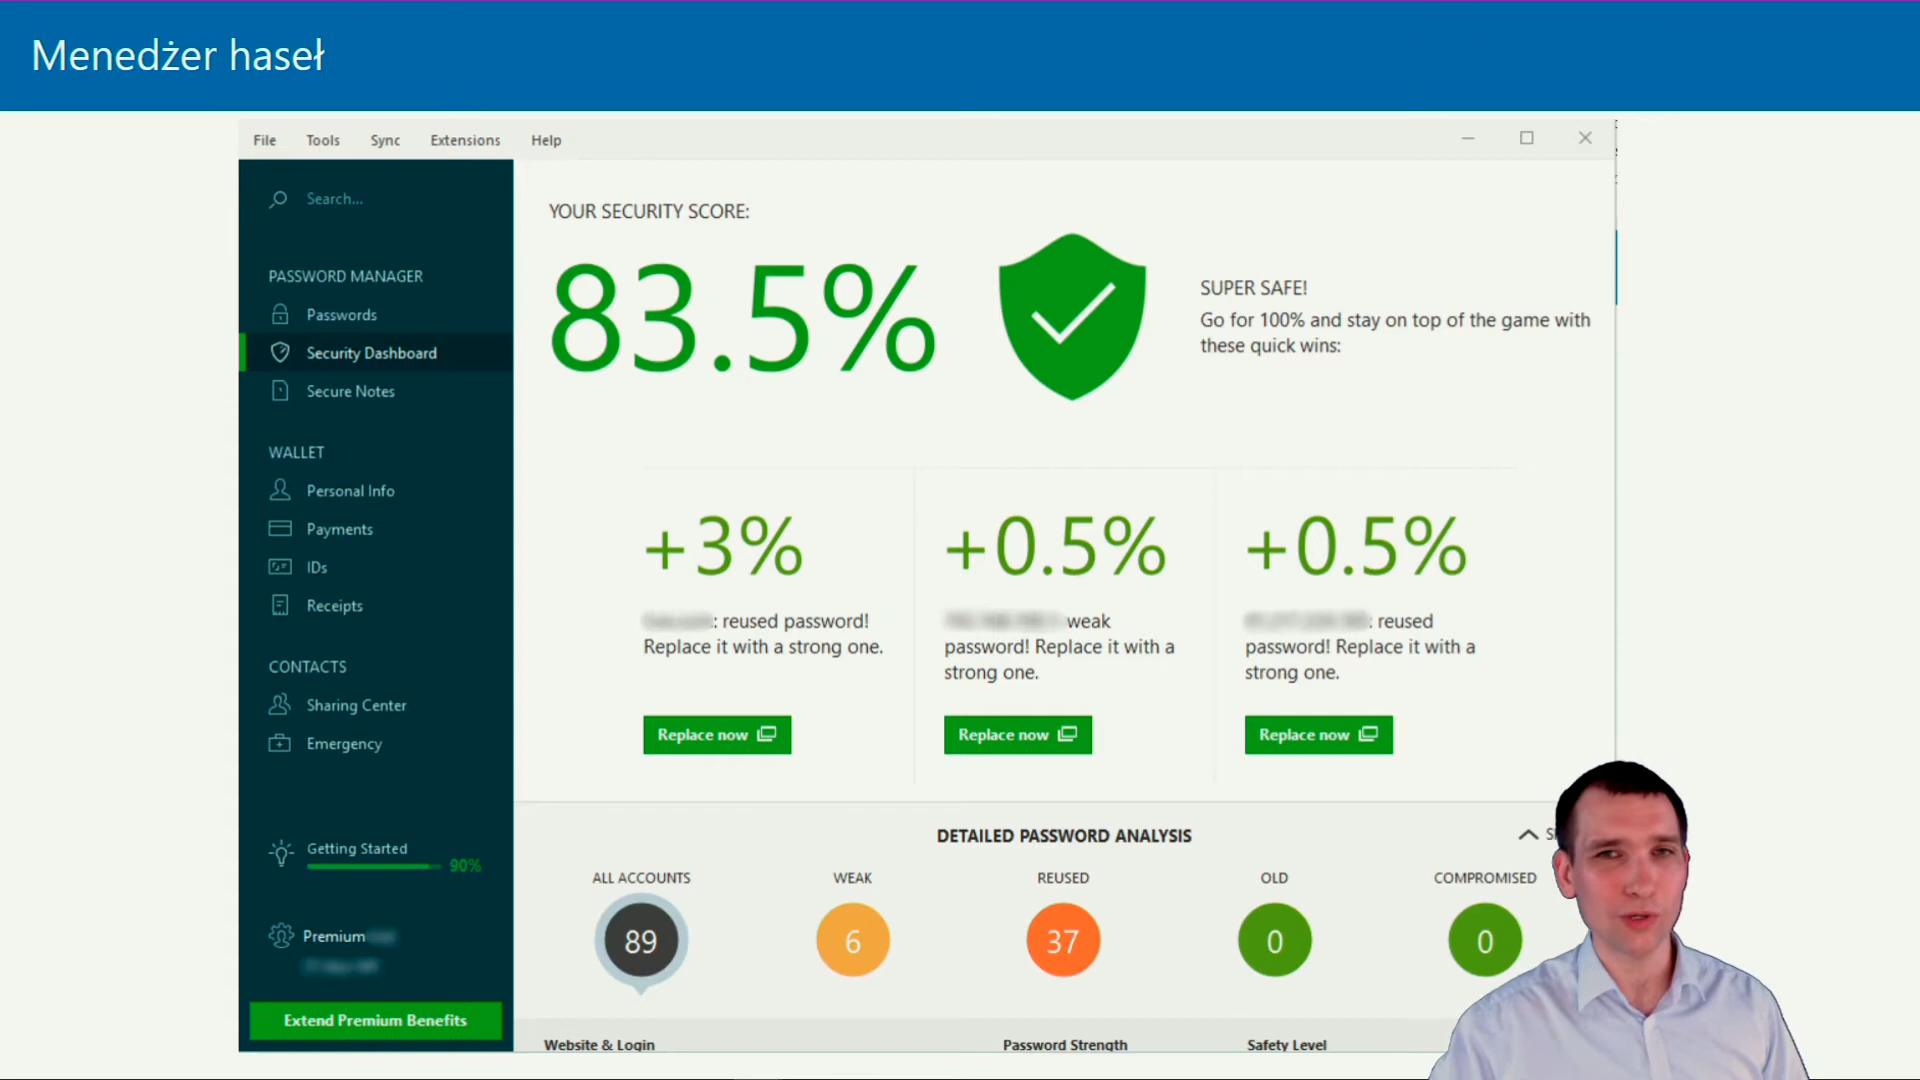 Menedżer haseł
File Tools Sync Extensions Help
Search...
PASSWORD MANAGER
Passwords
Security Dashboard
Secure Notes
WALLET
Personal Info
Payments
IDs
Receipts
CONTACTS
Sharing Center
Emergency
Getting Started
90%
Premium
Extend Premium Benefits
YOUR SECURITY SCORE:
83.5%
SUPER SAFE!
Go for 100% and stay on top of the game with
these quick wins:
+3%
: reused password!
Replace it with a strong one.
Replace now
+0.5%
weak
password! Replace it with a
strong one.
Replace now
+0.5%
: reused
password! Replace it with a
strong one.
Replace now
DETAILED PASSWORD ANALYSIS
ALL ACCOUNTS
89
WEAK
6
REUSED
37
OLD
0
COMPROMISED
0
Website & Login Password Strength Safety Level